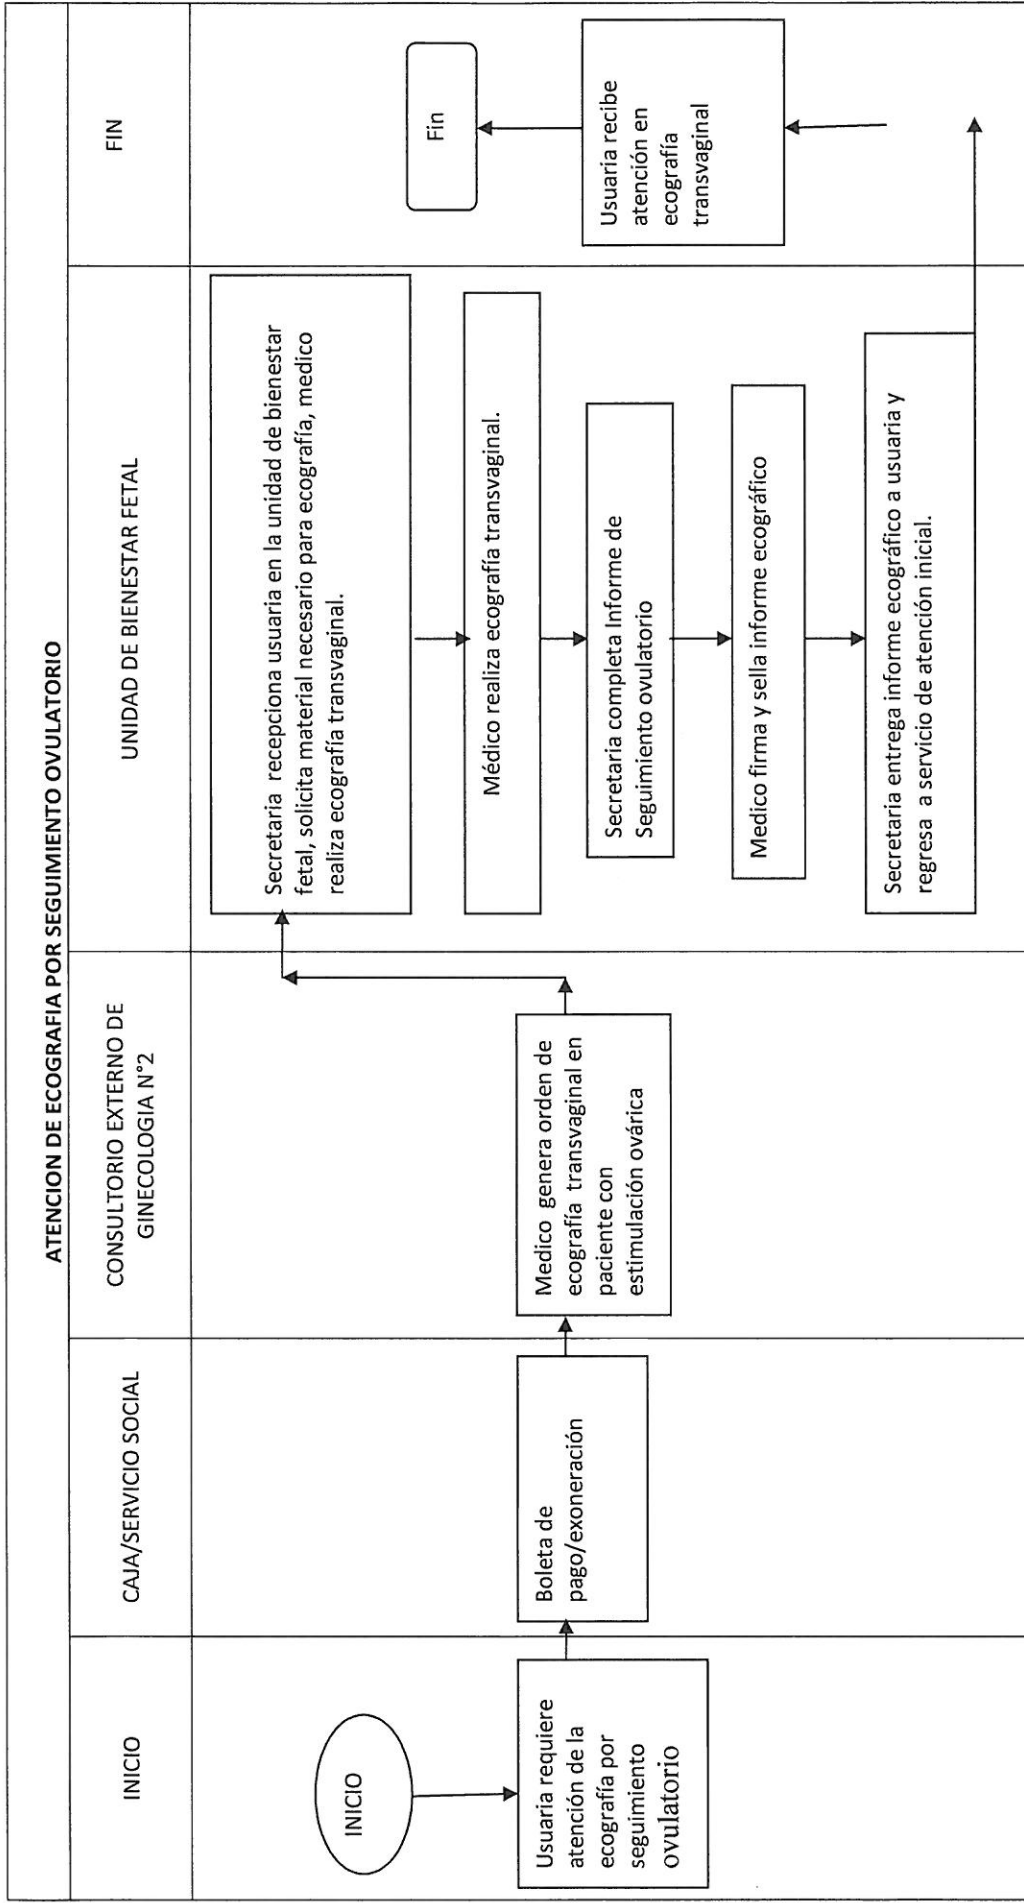 ATENCION DE ECOGRAFIA POR SEGUIMIENTO OVULATORIO
INICIO
CAJA/SERVICIO SOCIAL
CONSULTORIO EXTERNO DE
GINECOLOGIA N°2
UNIDAD DE BIENESTAR FETAL
FIN
INICIO
Usuaria requiere
atención de la
ecografía por
seguimiento
ovulatorio
Boleta de
pago/exoneración
Medico genera orden de
ecografía transvaginal en
paciente con
estimulación ovárica
Secretaria recepciona usuaria en la unidad de bienestar
fetal, solicita material necesario para ecografía, medico
realiza ecografía transvaginal.
Médico realiza ecografía transvaginal.
Secretaria completa Informe de
Seguimiento ovulatorio
Medico firma y sella informe ecográfico
Secretaria entrega informe ecográfico a usuaria y
regresa a servicio de atención inicial.
Usuaria recibe
atención en
ecografía
transvaginal
Fin